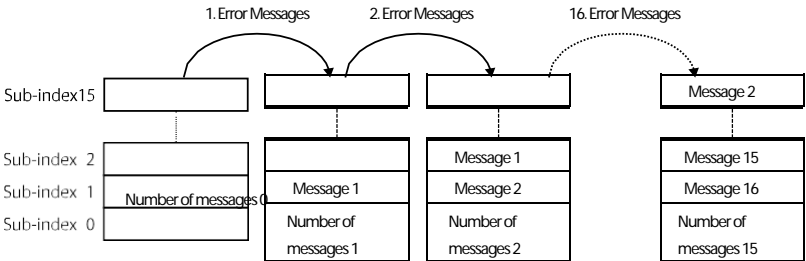 1. Error Messages
2. Error Messages
16. Error Messages
Sub-index15
Message 2
Sub-index 2
Message 1
Message 15
Sub-index 1
Number of messages 0
Message 1
Message 2
Message 16
Sub-index 0
Number of
messages 1
Number of
messages 2
Number of
messages 15